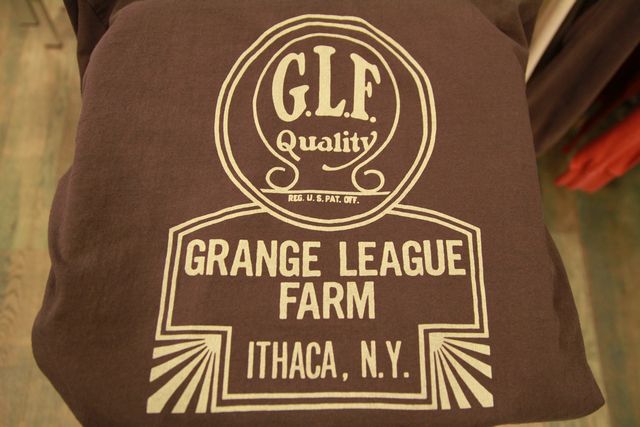 G.L.F.
Quality
REG. U.S. PAT. OFF.
GRANGE LEAGUE
FARM
ITHACA, N.Y.